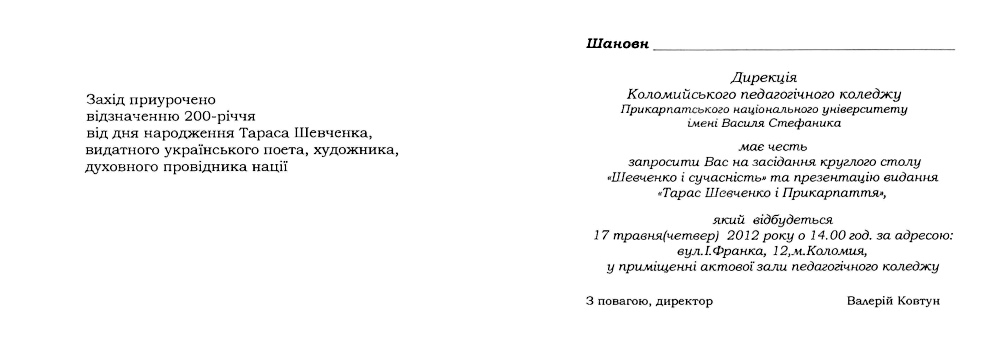 Захід приурочено
відзначенню 200-річчя
від дня народження Тараса Шевченка,
видатного українського поета, художника,
духовного провідника нації
Шановн
Дирекція
Коломийського педагогічного коледжу
Прикарпатського національного університету
імені Василя Стефаника
має честь
запросити Вас на засідання круглого столу
«Шевченко і сучасність» та презентацію видання
«Тарас Шевченко і Прикарпаття»,
який відбудеться
17 травня(четвер) 2012 року о 14.00 год. за адресою:
вул.І.Франка, 12,м.Коломия,
у приміщенні актової зали педагогічного коледжу
З повагою, директор Валерій Ковтун